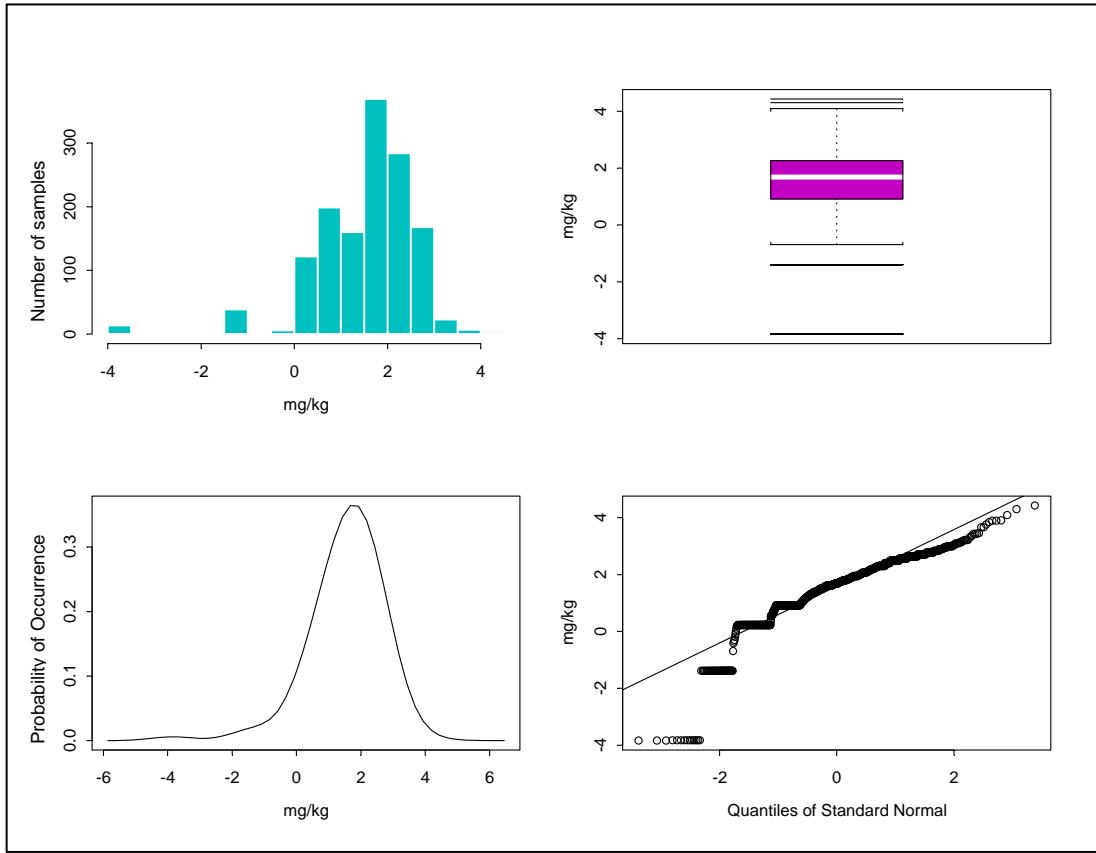 Number of samples
0 100 200 300
-4 -2 0 2 4
mg/kg
mg/kg
-4 -2 0 2 4
Probability of Occurrence
0.0 0.1 0.2 0.3
-6 -4 -2 0 2 4 6
mg/kg
mg/kg
-4 -2 0 2 4
-2 0 2
Quantiles of Standard Normal